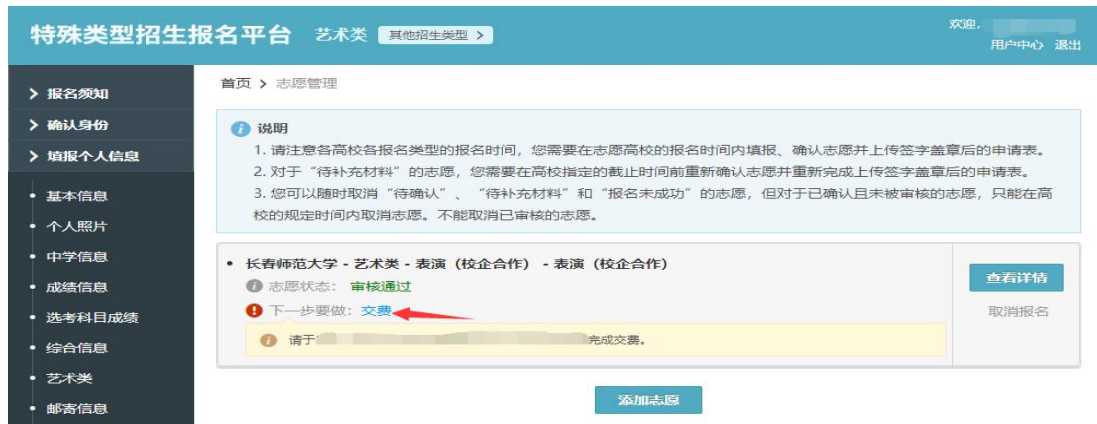 特殊类型招生报名平台 艺术类 其他招生类型 >
欢迎,
用户中心 退出
> 报名须知
> 确认身份
> 填报个人信息
• 基本信息
• 个人照片
• 中学信息
• 成绩信息
• 选考科目成绩
• 综合信息
• 艺术类
• 邮寄信息
首页 > 志愿管理
说明
1. 请注意各高校各报名类型的报名时间，您需要在志愿高校的报名时间内填报、确认志愿并上传签字盖章后的申请表。
2. 对于“待补充材料”的志愿，您需要在高校指定的截止时间前重新确认志愿并重新完成上传签字盖章后的申请表。
3. 您可以随时取消“待确认”、“待补充材料”和“报名未成功”的志愿，但对于已确认且未被审核的志愿，只能在高
校的规定时间内取消志愿。不能取消已审核的志愿。
• 长春师范大学 - 艺术类 - 表演（校企合作） - 表演（校企合作）
志愿状态： 审核通过
下一步要做：交费
请于 完成交费。
查看详情
取消报名
添加志愿